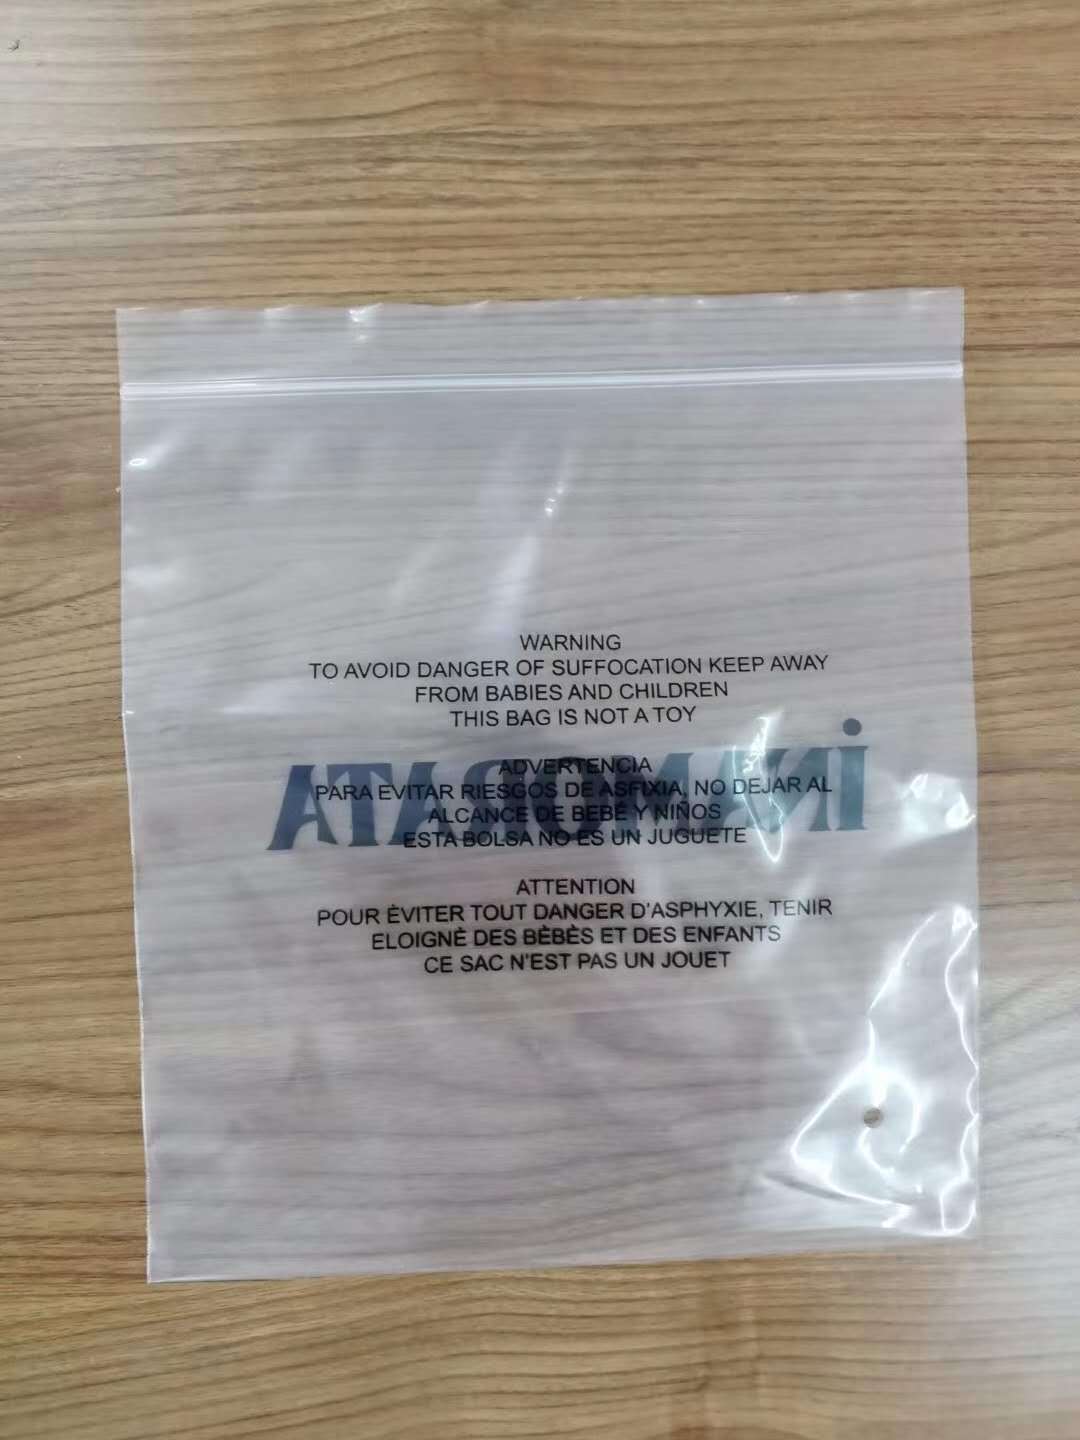 WARNING
TO AVOID DANGER OF SUFFOCATION KEEP AWAY
FROM BABIES AND CHILDREN
THIS BAG IS NOT A TOY
iNAMORATA
ADVERTENCIA
PARA EVITAR RIESGOS DE ASFIXIA, NO DEJAR AL
ALCANCE DE BEBÉ Y NIÑOS
ESTA BOLSA NO ES UN JUGUETE
ATTENTION
POUR ÈVITER TOUT DANGER D'ASPHYXIE, TENIR
ELOIGNÈ DES BÈBÈS ET DES ENFANTS
CE SAC N'EST PAS UN JOUET